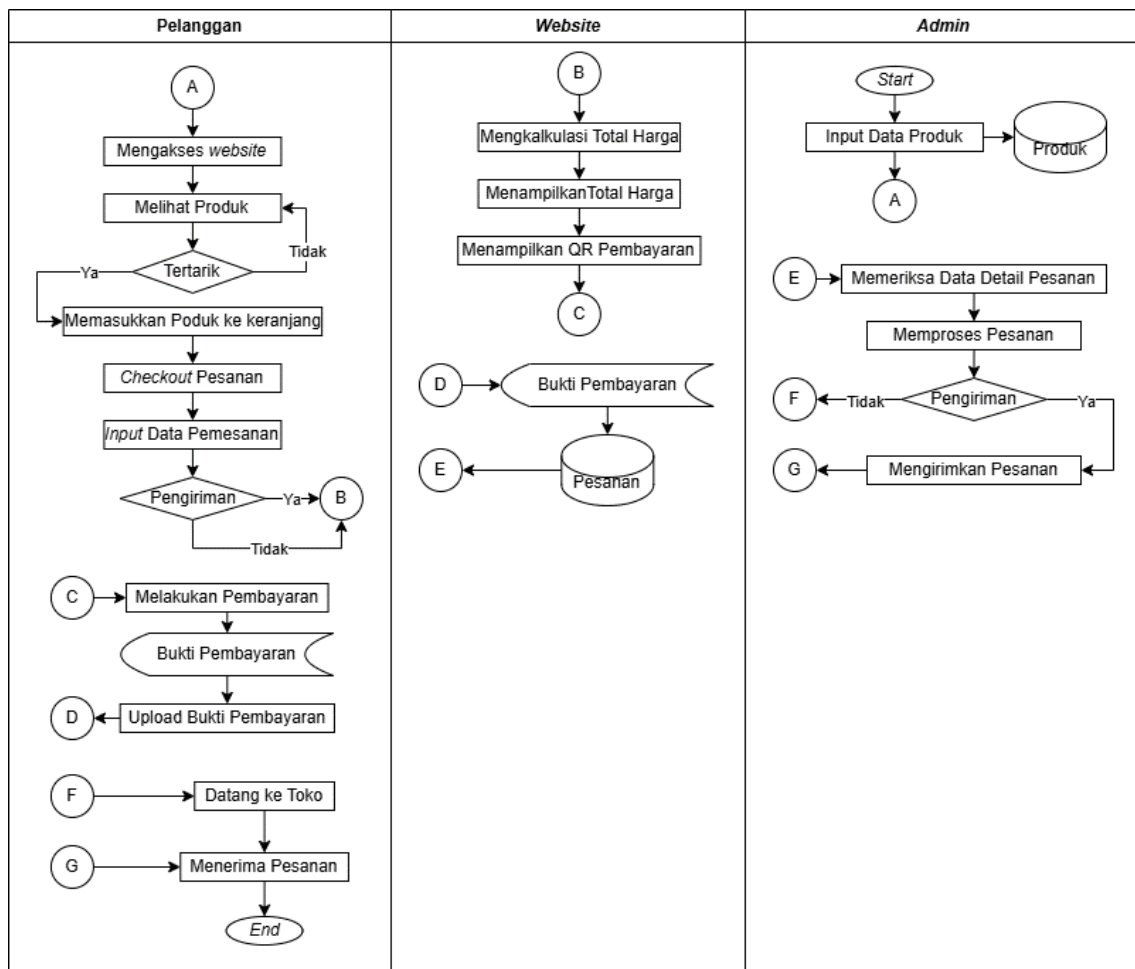 Pelanggan
Website
Admin
A
Mengakses website
Melihat Produk
Tidak
Tertarik
Ya
Memasukkan Poduk ke keranjang
Checkout Pesanan
Input Data Pemesanan
Pengiriman
Ya
B
Tidak
C
Melakukan Pembayaran
Bukti Pembayaran
D
Upload Bukti Pembayaran
F
Datang ke Toko
G
Menerima Pesanan
End
B
Mengkalkulasi Total Harga
MenampilkanTotal Harga
Menampilkan QR Pembayaran
C
D
Bukti Pembayaran
E
Pesanan
Start
Input Data Produk
Produk
A
E
Memeriksa Data Detail Pesanan
Memproses Pesanan
F
Tidak
Pengiriman
Ya
G
Mengirimkan Pesanan